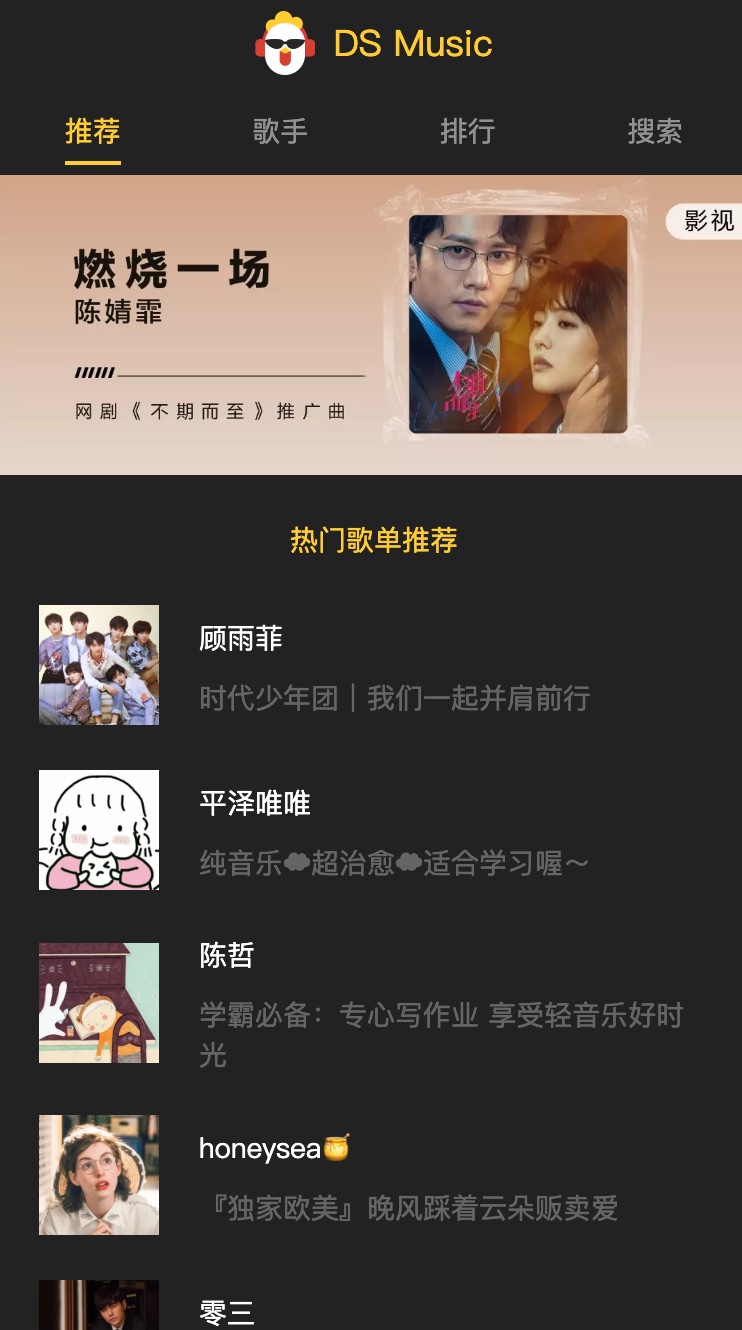 DS Music
推荐 歌手 排行 搜索
影视
燃烧一场
陈婧霏
网剧《不期而至》推广曲
不期
而至
热门歌单推荐
顾雨菲
时代少年团｜我们一起并肩前行
平泽唯唯
纯音乐☁超治愈☁适合学习喔～
陈哲
学霸必备：专心写作业 享受轻音乐好时
光
honeysea🍯
『独家欧美』晚风踩着云朵贩卖爱
零三